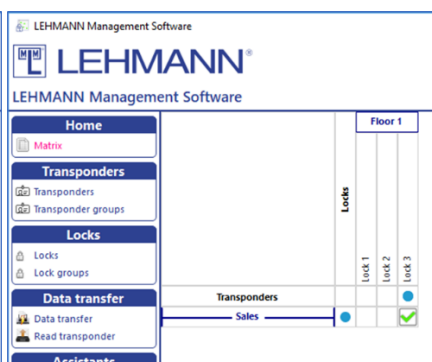 LEHMANN Management Software
LEHMANN®
LEHMANN Management Software
Home
Matrix
Transponders
Transponders
Transponder groups
Locks
Locks
Lock groups
Data transfer
Data transfer
Read transponder
Assistants
Floor 1
Locks
Lock 1
Lock 2
Lock 3
Transponders
Sales